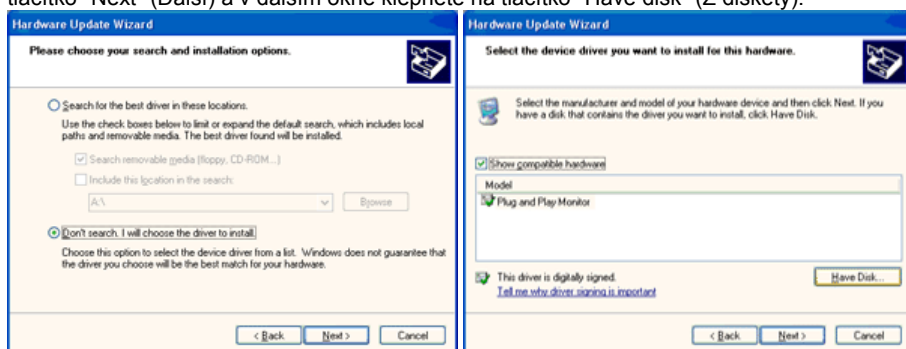 tlačítko "Next" (Další) a v dalším okně klepněte na tlačítko "Have disk" (Z diskety).
Hardware Update Wizard
Please choose your search and installation options.
Search for the best driver in these locations.
Use the check boxes below to limit or expand the default search, which includes local
paths and removable media. The best driver found will be installed.
Search removable media (floppy, CD-ROM...)
Include this location in the search:
A:\
Browse
Don't search. I will choose the driver to install.
Choose this option to select the device driver from a list. Windows does not guarantee that
the driver you choose will be the best match for your hardware.
< Back
Next >
Cancel
Hardware Update Wizard
Select the device driver you want to install for this hardware.
Select the manufacturer and model of your hardware device and then click Next. If you
have a disk that contains the driver you want to install, click Have Disk.
Show compatible hardware
Model
Plug and Play Monitor
This driver is digitally signed.
Tell me why driver signing is important
Have Disk...
< Back
Next >
Cancel